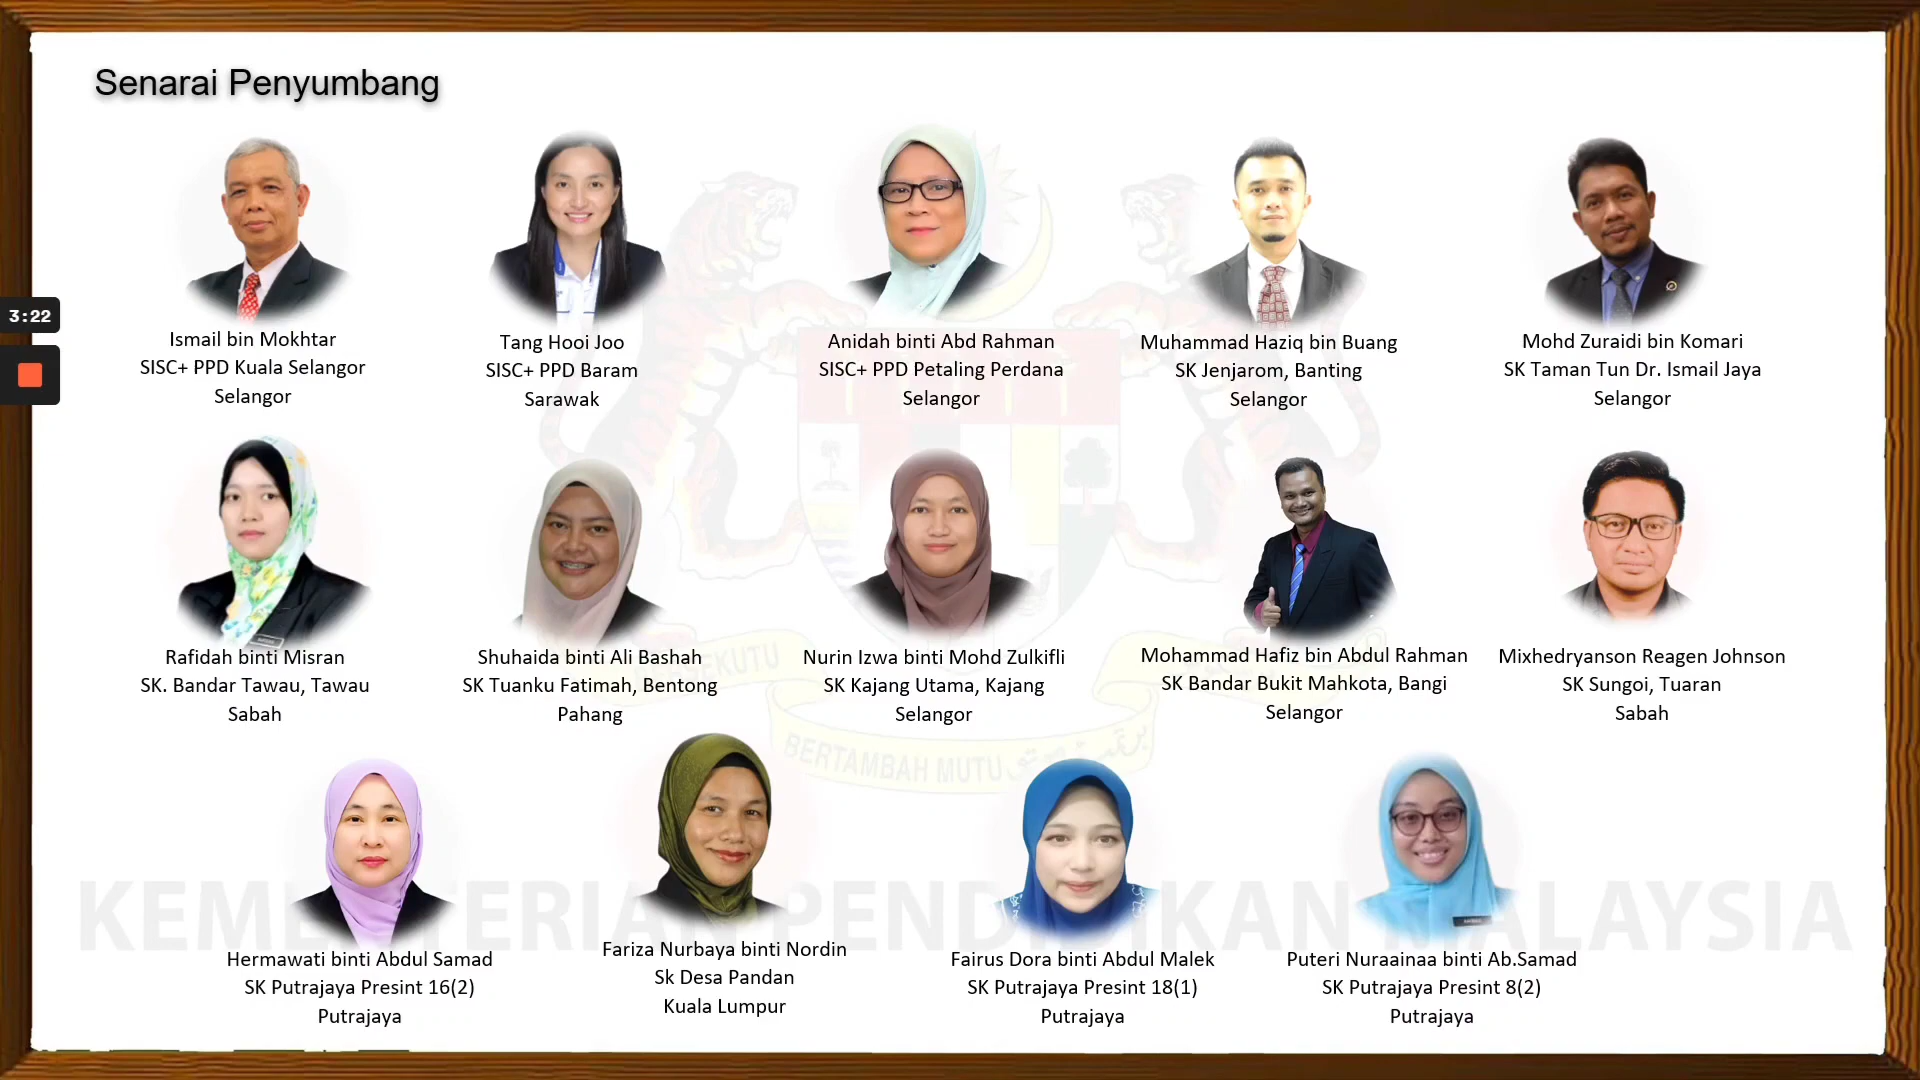 Senarai Penyumbang
3:22
Ismail bin Mokhtar
SISC+ PPD Kuala Selangor
Selangor
Tang Hooi Joo
SISC+ PPD Baram
Sarawak
Anidah binti Abd Rahman
SISC+ PPD Petaling Perdana
Selangor
Muhammad Haziq bin Buang
SK Jenjarom, Banting
Selangor
Mohd Zuraidi bin Komari
SK Taman Tun Dr. Ismail Jaya
Selangor
Rafidah binti Misran
SK. Bandar Tawau, Tawau
Sabah
Shuhaida binti Ali Bashah
SK Tuanku Fatimah, Bentong
Pahang
Nurin Izwa binti Mohd Zulkifli
SK Kajang Utama, Kajang
Selangor
Mohammad Hafiz bin Abdul Rahman
SK Bandar Bukit Mahkota, Bangi
Selangor
Mixhedryanson Reagen Johnson
SK Sungoi, Tuaran
Sabah
BERTAMBAH MUTU
Hermawati binti Abdul Samad
SK Putrajaya Presint 16(2)
Putrajaya
Fariza Nurbaya binti Nordin
Sk Desa Pandan
Kuala Lumpur
Fairus Dora binti Abdul Malek
SK Putrajaya Presint 18(1)
Putrajaya
Puteri Nuraainaa binti Ab.Samad
SK Putrajaya Presint 8(2)
Putrajaya
KEMENTERIAN PENDIDIKAN MALAYSIA